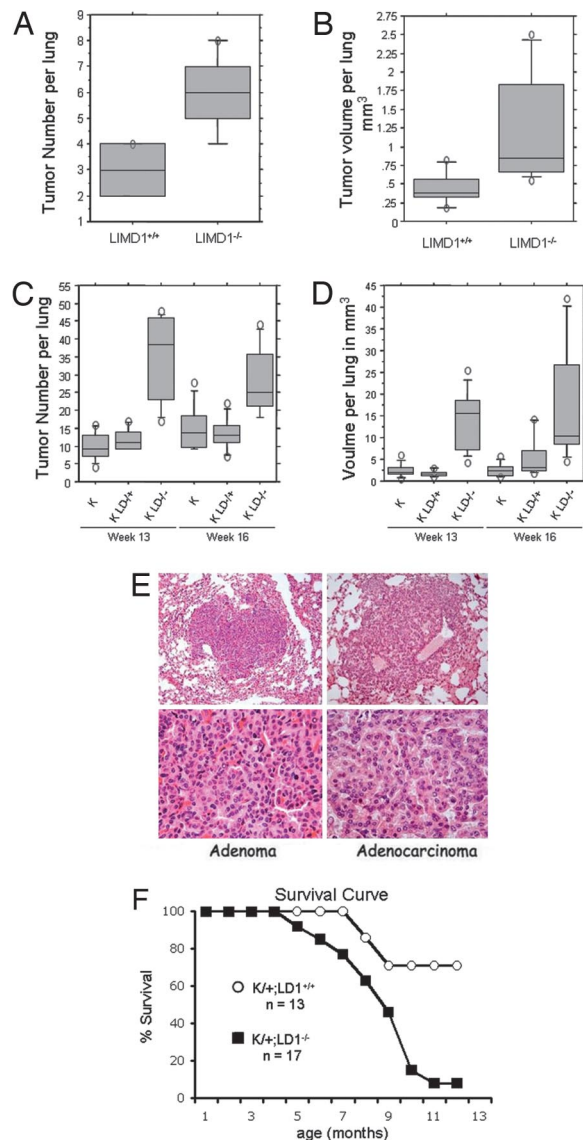 A
Tumor Number per lung
9
8
7
6
5
4
3
2
1
LIMD1+/+
LIMD1-/-
B
Tumor volume per lung
mm3
2.75
2.5
2.25
2
1.75
1.5
1.25
1
.75
.5
.25
0
LIMD1+/+
LIMD1-/-
C
Tumor Number per lung
55
50
45
40
35
30
25
20
15
10
5
0
K
K LD-/+
K LD-/-
K
K LD-/+
K LD-/-
Week 13
Week 16
D
Voulme per lung in mm3
45
40
35
30
25
20
15
10
5
0
K
K LD-/+
K LD-/-
K
K LD-/+
K LD-/-
Week 13
Week 16
E
Adenoma
Adenocarcinoma
F
Survival Curve
% Survival
100
80
60
40
20
0
K/+;LD1+/+
n = 13
K/+;LD1-/-
n = 17
1 3 5 7 9 11 13
age (months)